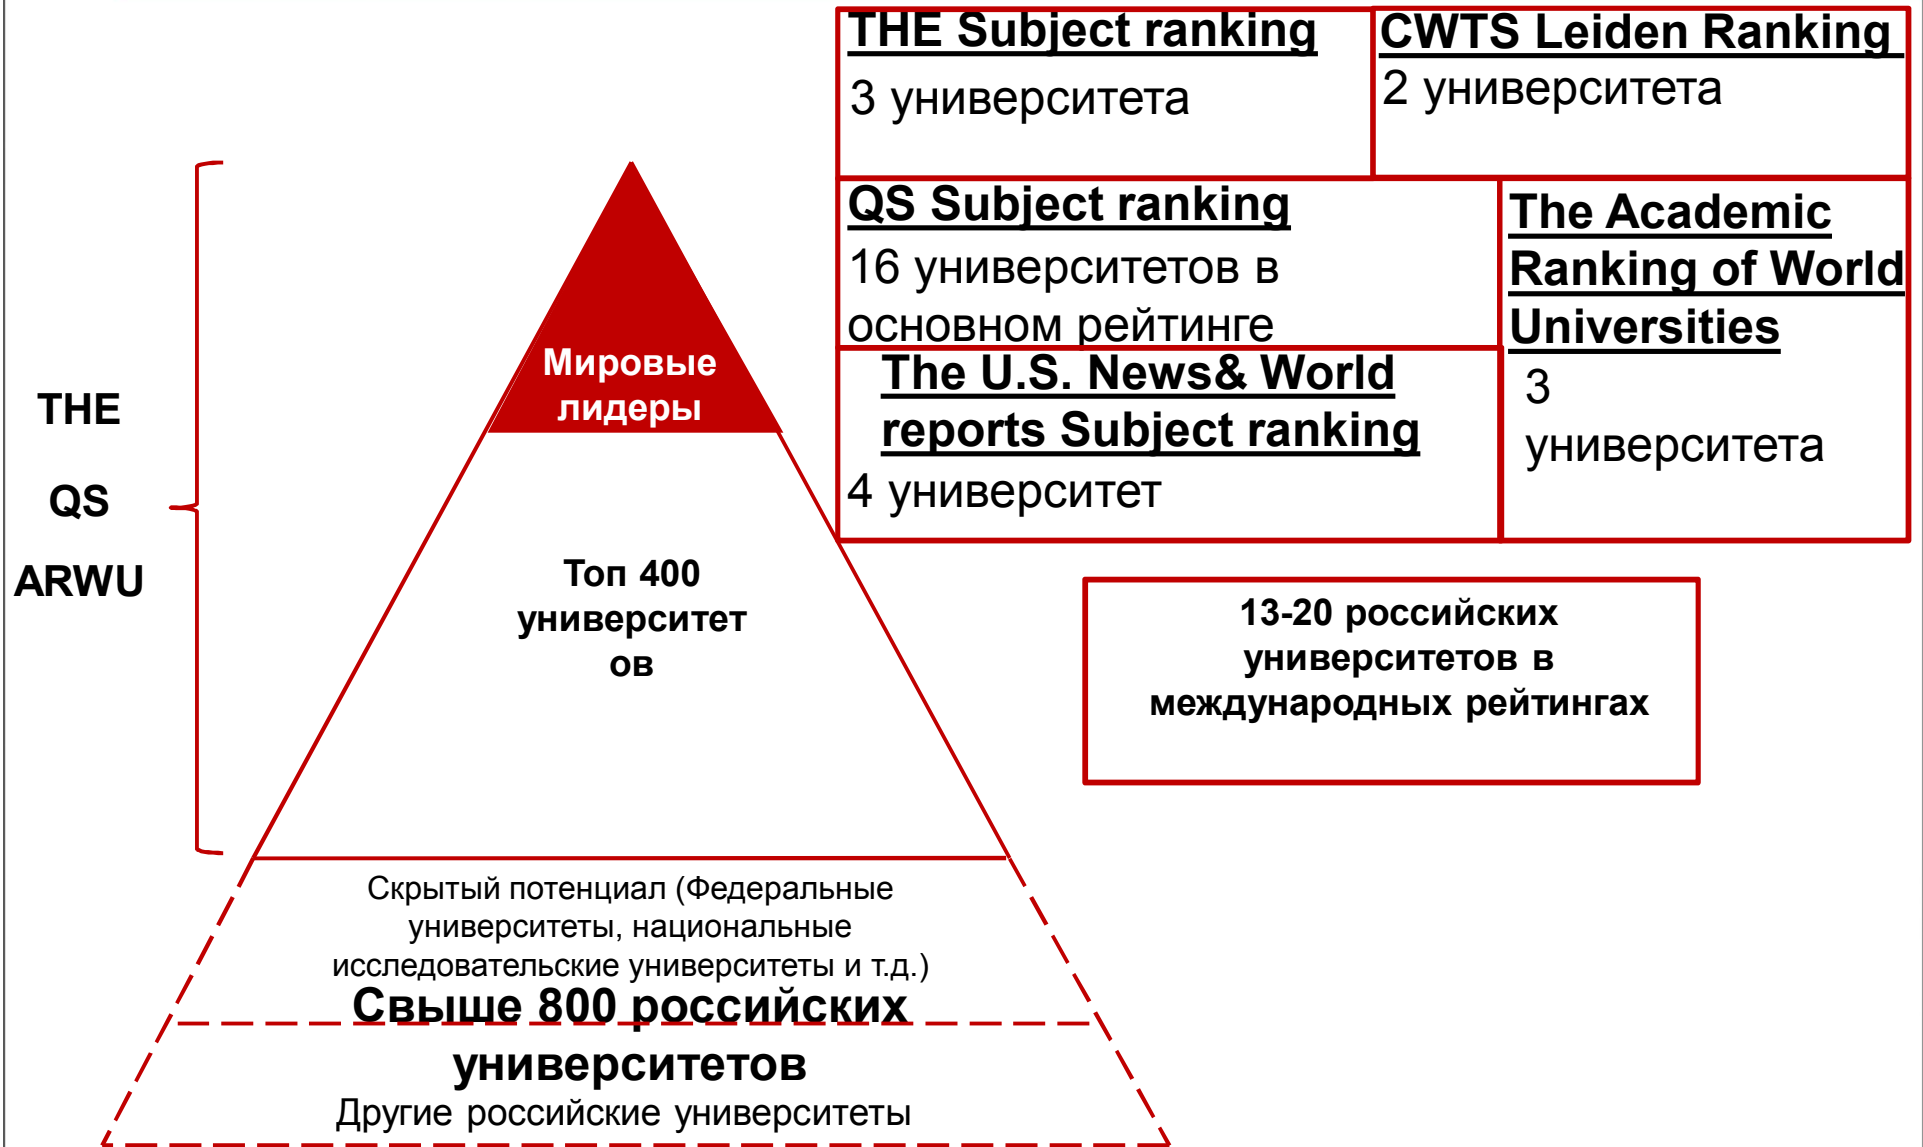 THE Subject ranking
3 университета
CWTS Leiden Ranking
2 университета
QS Subject ranking
16 университетов в
основном рейтинге
The Academic
Ranking of World
Universities
3
университета
The U.S. News& World
reports Subject ranking
4 университет
THE
QS
ARWU
Мировые
лидеры
Топ 400
университет
ов
13-20 российских
университетов в
международных рейтингах
Скрытый потенциал (Федеральные
университеты, национальные
исследовательские университеты и т.д.)
Свыше 800 российских
университетов
Другие российские университеты